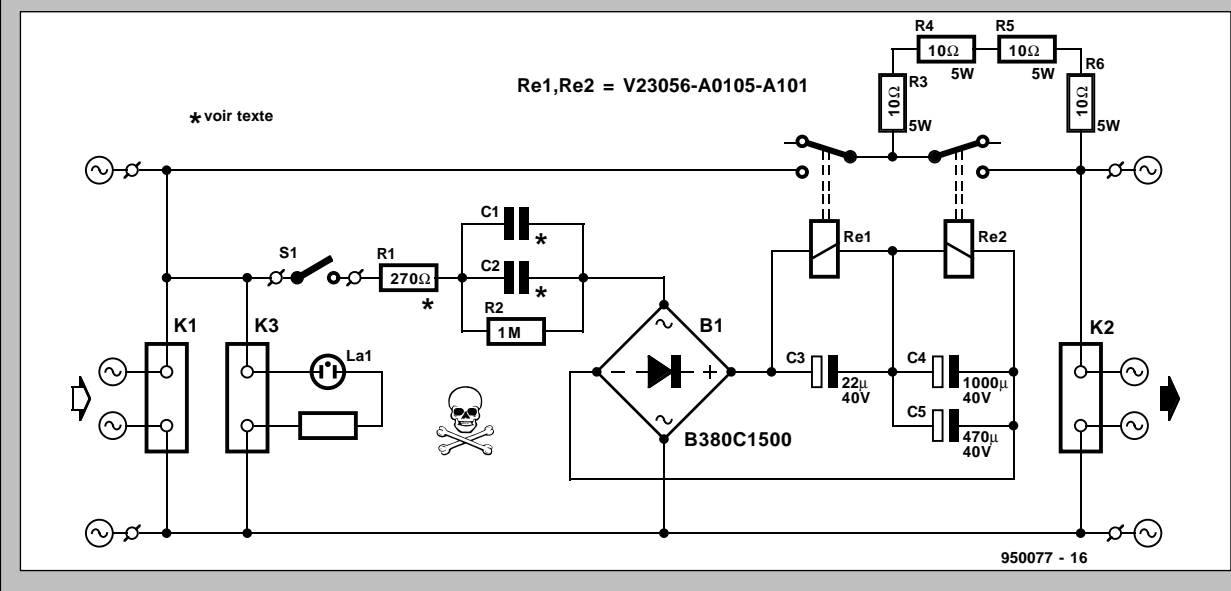 R4
R5
10Ω
10Ω
5W
5W
R6
Re1,Re2 = V23056-A0105-A101
R3
10Ω
5W
10Ω
5W
* voir texte
C1
*
S1
R1
270Ω
*
C2
*
R2
1M
Re1
Re2
K1
K3
B1
K2
La1
C3
22µ
40V
C4
1000µ
40V
C5
470µ
40V
– +
B380C1500
950077 - 16